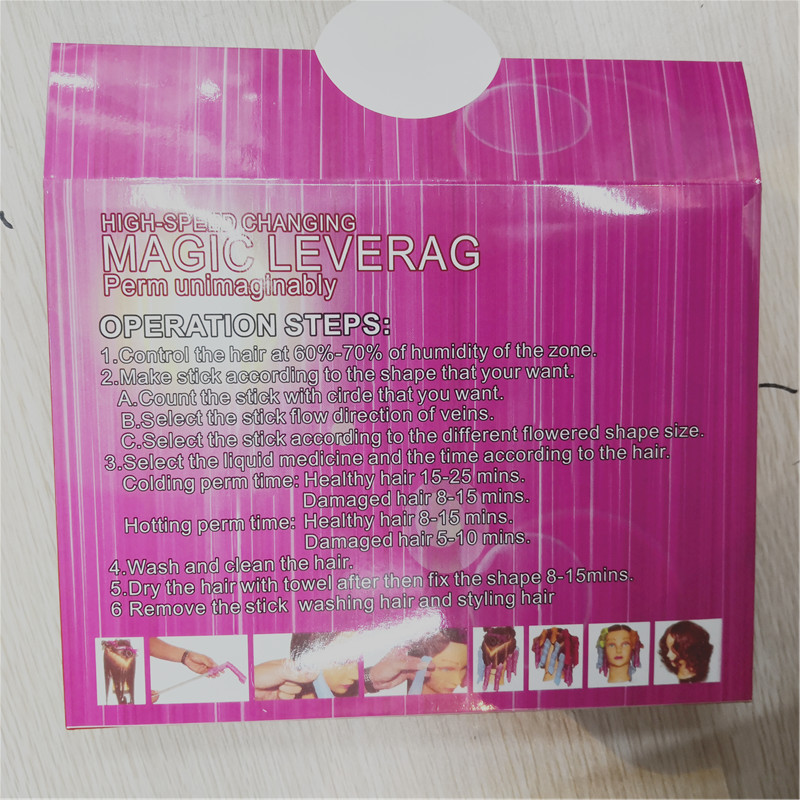 HIGH-SPEED CHANGING
MAGIC LEVERAG
Perm unimaginably
OPERATION STEPS:
1.Control the hair at 60%-70% of humidity of the zone.
2.Make stick according to the shape that your want.
A.Count the stick with cirde that you want.
B.Select the stick flow direction of veins.
C.Select the stick according to the different flowered shape size.
3.Select the liquid medicine and the time according to the hair.
Colding perm time: Healthy hair 15-25 mins.
Damaged hair 8-15 mins.
Hotting perm time: Healthy hair 8-15 mins.
Damaged hair 5-10 mins.
4.Wash and clean the hair.
5.Dry the hair with towel after then fix the shape 8-15mins.
6 Remove the stick washing hair and styling hair